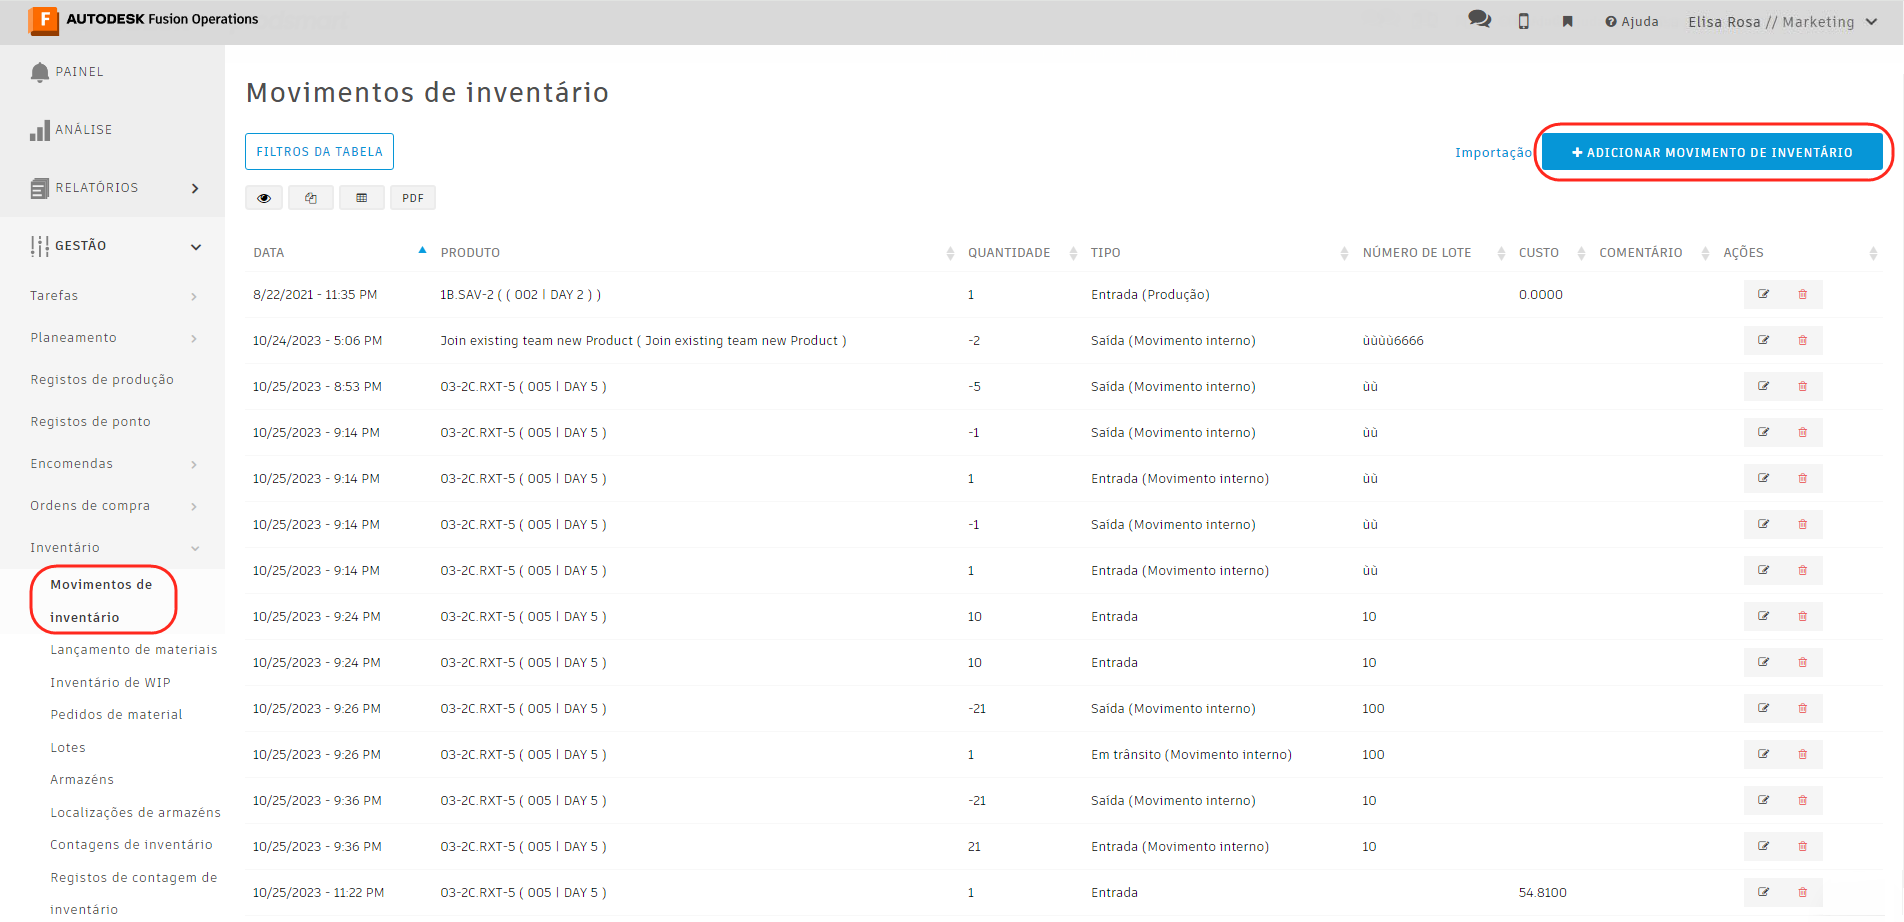 AUTODESK Fusion Operations
Ajuda
Elisa Rosa // Marketing
PAINEL
ANÁLISE
RELATÓRIOS
GESTÃO
Tarefas
Planeamento
Registos de produção
Registos de ponto
Encomendas
Ordens de compra
Inventário
Movimentos de
inventário
Lançamento de materiais
Inventário de WIP
Pedidos de material
Lotes
Armazéns
Localizações de armazéns
Contagens de inventário
Registos de contagem de
inventário
Movimentos de inventário
FILTROS DA TABELA
Importação
+ ADICIONAR MOVIMENTO DE INVENTÁRIO
PDF
DATA PRODUTO QUANTIDADE TIPO NÚMERO DE LOTE CUSTO COMENTÁRIO AÇÕES
8/22/2021 - 11:35 PM 1B.SAV-2 ( ( 002 | DAY 2 ) ) 1 Entrada (Produção) 0.0000
10/24/2023 - 5:06 PM Join existing team new Product ( Join existing team new Product ) -2 Saída (Movimento interno) ùùùù6666
10/25/2023 - 8:53 PM 03-2C.RXT-5 ( 005 | DAY 5 ) -5 Saída (Movimento interno) ùù
10/25/2023 - 9:14 PM 03-2C.RXT-5 ( 005 | DAY 5 ) -1 Saída (Movimento interno) ùù
10/25/2023 - 9:14 PM 03-2C.RXT-5 ( 005 | DAY 5 ) 1 Entrada (Movimento interno) ùù
10/25/2023 - 9:14 PM 03-2C.RXT-5 ( 005 | DAY 5 ) -1 Saída (Movimento interno) ùù
10/25/2023 - 9:14 PM 03-2C.RXT-5 ( 005 | DAY 5 ) 1 Entrada (Movimento interno) ùù
10/25/2023 - 9:24 PM 03-2C.RXT-5 ( 005 | DAY 5 ) 10 Entrada 10
10/25/2023 - 9:24 PM 03-2C.RXT-5 ( 005 | DAY 5 ) 10 Entrada 10
10/25/2023 - 9:26 PM 03-2C.RXT-5 ( 005 | DAY 5 ) -21 Saída (Movimento interno) 100
10/25/2023 - 9:26 PM 03-2C.RXT-5 ( 005 | DAY 5 ) 1 Em trânsito (Movimento interno) 100
10/25/2023 - 9:36 PM 03-2C.RXT-5 ( 005 | DAY 5 ) -21 Saída (Movimento interno) 10
10/25/2023 - 9:36 PM 03-2C.RXT-5 ( 005 | DAY 5 ) 21 Entrada (Movimento interno) 10
10/25/2023 - 11:22 PM 03-2C.RXT-5 ( 005 | DAY 5 ) 1 Entrada 54.8100